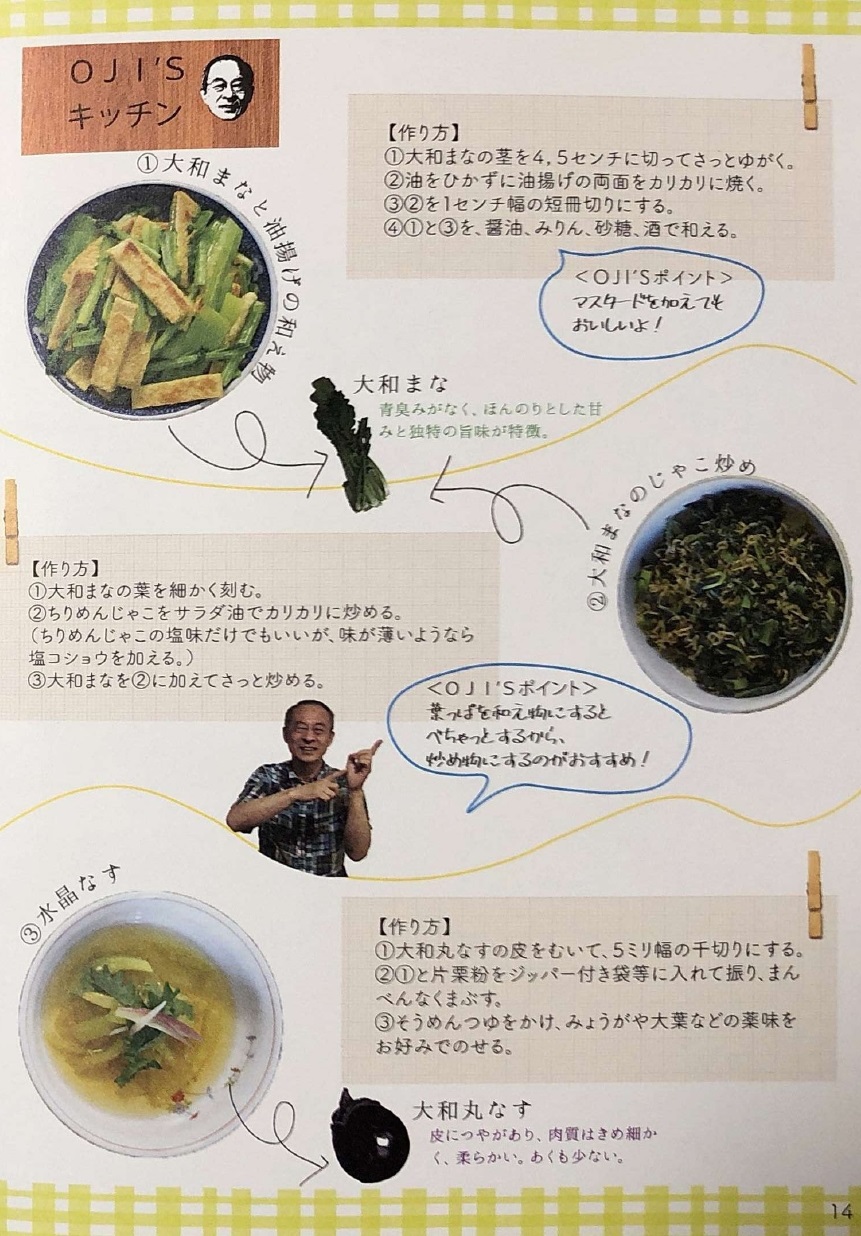 OJI'S
キッチン
①大和まなと油揚げの和え物
【作り方】
①大和まなの茎を4,5センチに切ってさっとゆがく。
②油をひかずに油揚げの両面をカリカリに焼く。
③②を1センチ幅の短冊切りにする。
④①と③を、醤油、みりん、砂糖、酒で和える。
<OJI'Sポイント>
マスタードを加えても
おいしいよ!
大和まな
青臭みがなく、ほんのりとした甘
みと独特の旨味が特徴。
②大和まなのじゃこ炒め
【作り方】
①大和まなの葉を細かく刻む。
②ちりめんじゃこをサラダ油でカリカリに炒める。
(ちりめんじゃこの塩味だけでもいいが、味が薄いようなら
塩コショウを加える。)
③大和まなを②に加えてさっと炒める。
<OJI'Sポイント>
葉っぱを和え物にすると
べちゃっとするから、
炒め物にするのがおすすめ!
③水晶なす
【作り方】
①大和丸なすの皮をむいて、5ミリ幅の千切りにする。
②①と片栗粉をジッパー付き袋等に入れて振り、まん
べんなくまぶす。
③そうめんつゆをかけ、みょうがや大葉などの薬味を
お好みでのせる。
大和丸なす
皮につやがあり、肉質はきめ細か
く、柔らかい。あくも少ない。
14